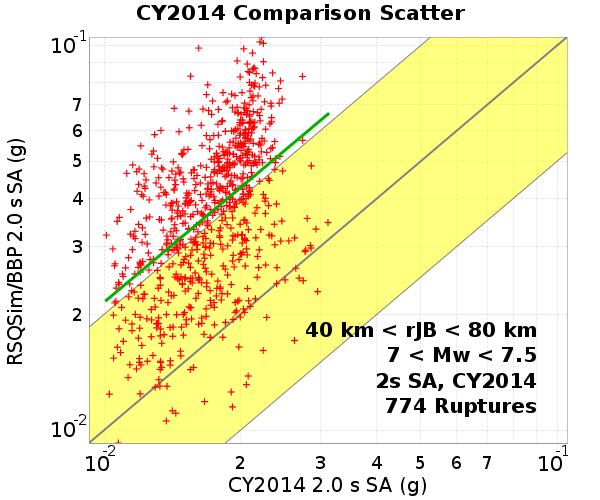 CY2014 Comparison Scatter
RSQSim/BBP 2.0 s SA (g)
10-1
7
6
5
4
3
2
10-2
40 km < rJB < 80 km
7 < Mw < 7.5
2s SA, CY2014
774 Ruptures
10-2 2 3 4 5 6 7 10-1
CY2014 2.0 s SA (g)